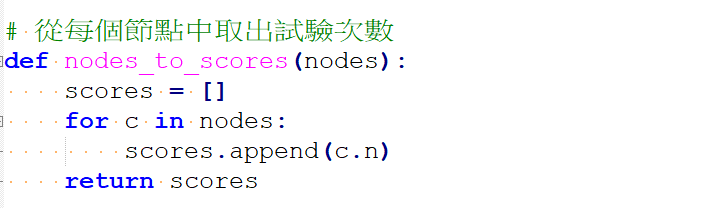 # 從每個節點中取出試驗次數
def nodes_to_scores(nodes):
    scores = []
    for c in nodes:
        scores.append(c.n)
    return scores